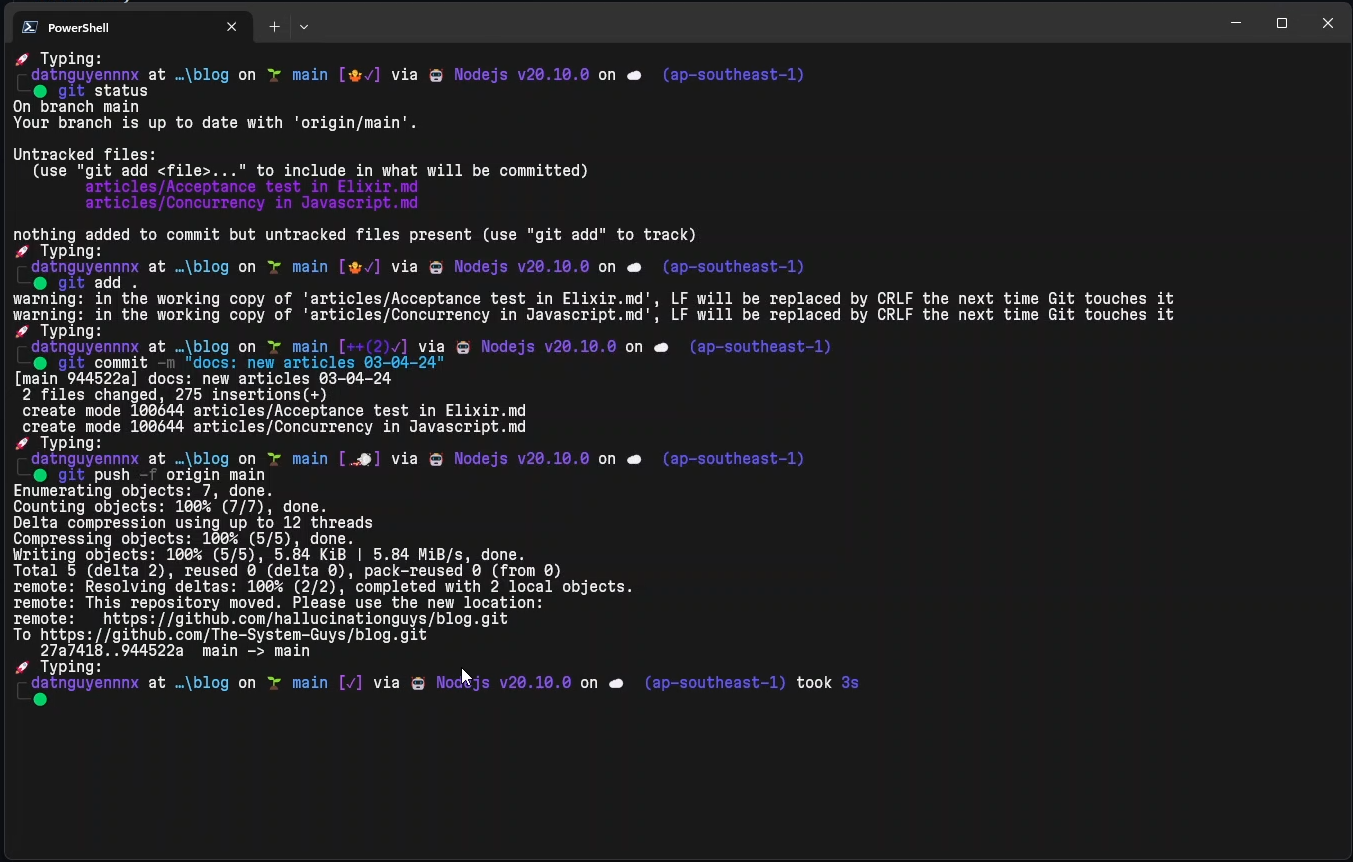 PowerShell
🚀 Typing:
datnguyennnx at …\blog on 🌱 main [🤷✓] via 🤖 Nodejs v20.10.0 on ☁️ (ap-southeast-1)
git status
On branch main
Your branch is up to date with 'origin/main'.
Untracked files:
(use "git add <file>..." to include in what will be committed)
articles/Acceptance test in Elixir.md
articles/Concurrency in Javascript.md
nothing added to commit but untracked files present (use "git add" to track)
🚀 Typing:
datnguyennnx at …\blog on 🌱 main [🤷✓] via 🤖 Nodejs v20.10.0 on ☁️ (ap-southeast-1)
git add .
warning: in the working copy of 'articles/Acceptance test in Elixir.md', LF will be replaced by CRLF the next time Git touches it
warning: in the working copy of 'articles/Concurrency in Javascript.md', LF will be replaced by CRLF the next time Git touches it
🚀 Typing:
datnguyennnx at …\blog on 🌱 main [++(2)✓] via 🤖 Nodejs v20.10.0 on ☁️ (ap-southeast-1)
git commit -m "docs: new articles 03-04-24"
[main 944522a] docs: new articles 03-04-24
2 files changed, 275 insertions(+)
create mode 100644 articles/Acceptance test in Elixir.md
create mode 100644 articles/Concurrency in Javascript.md
🚀 Typing:
datnguyennnx at …\blog on 🌱 main [🏎💨] via 🤖 Nodejs v20.10.0 on ☁️ (ap-southeast-1)
git push -f origin main
Enumerating objects: 7, done.
Counting objects: 100% (7/7), done.
Delta compression using up to 12 threads
Compressing objects: 100% (5/5), done.
Writing objects: 100% (5/5), 5.84 KiB | 5.84 MiB/s, done.
Total 5 (delta 2), reused 0 (delta 0), pack-reused 0 (from 0)
remote: Resolving deltas: 100% (2/2), completed with 2 local objects.
remote: This repository moved. Please use the new location:
remote:   https://github.com/hallucinationguys/blog.git
To https://github.com/The-System-Guys/blog.git
27a7418..944522a  main -> main
🚀 Typing:
datnguyennnx at …\blog on 🌱 main [✓] via 🤖 Nodejs v20.10.0 on ☁️ (ap-southeast-1) took 3s